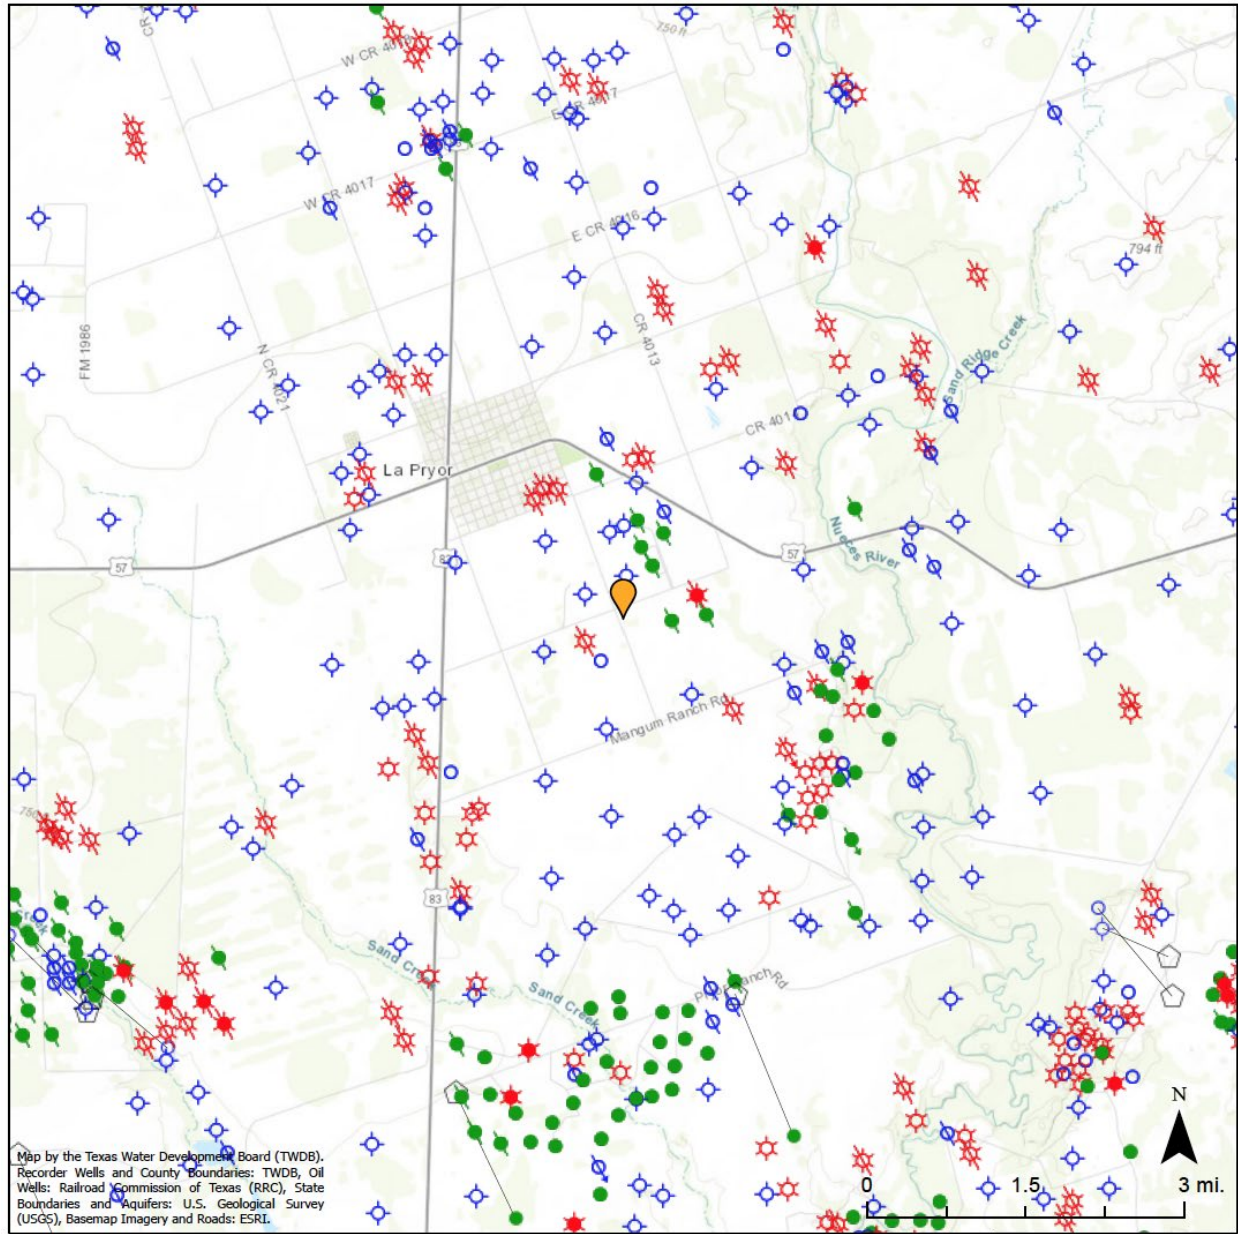 CR
750 ft
W CR 4018
E CR 4017
W CR 4017
E CR 4016
794 ft
FM 1986
N CR 4021
CR 4013
Sand Ridge Creek
CR 401
La Pryor
57
57
Nueces River
Mangum Ranch Rd
750
83
Creek
Sand Creek
Sand Creek
Ranch Rd
N
0 1.5 3 mi.
Map by the Texas Water Development Board (TWDB).
Recorder Wells and County Boundaries: TWDB, Oil
Wells: Railroad Commission of Texas (RRC), State
Boundaries and Aquifers: U.S. Geological Survey
(USGS), Basemap Imagery and Roads: ESRI.